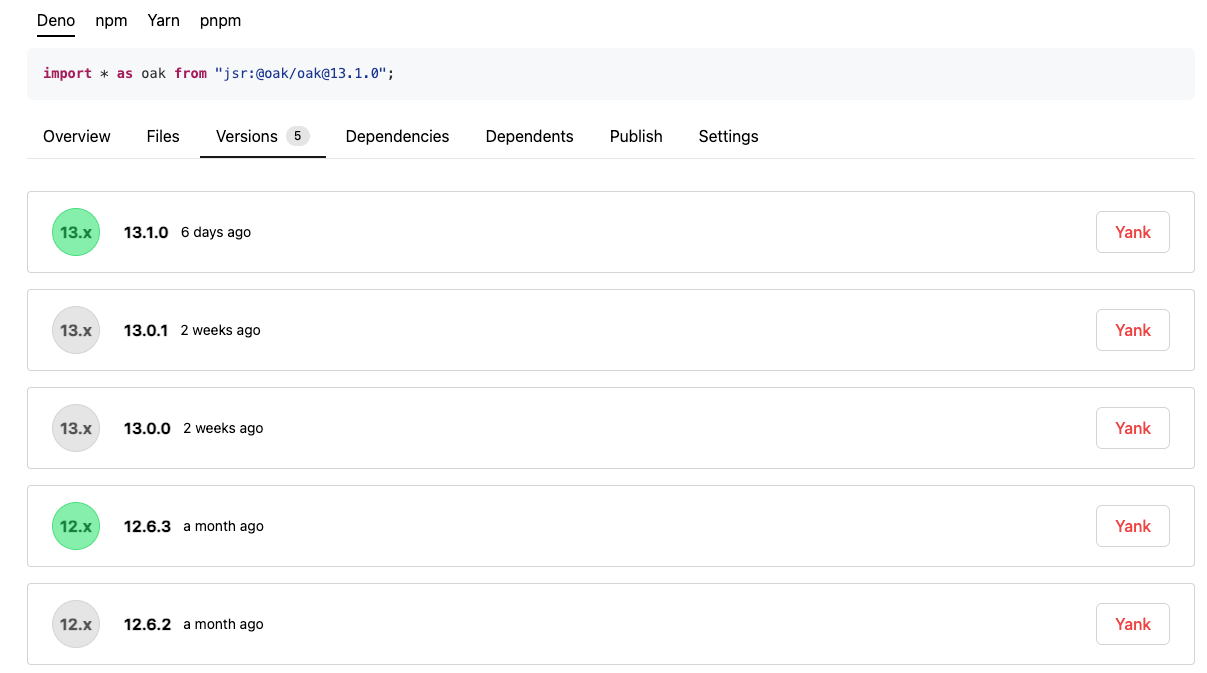 Deno npm Yarn pnpm
import * as oak from "jsr:@oak/oak@13.1.0";
Overview Files Versions 5 Dependencies Dependents Publish Settings
13.x 13.1.0 6 days ago Yank
13.x 13.0.1 2 weeks ago Yank
13.x 13.0.0 2 weeks ago Yank
12.x 12.6.3 a month ago Yank
12.x 12.6.2 a month ago Yank